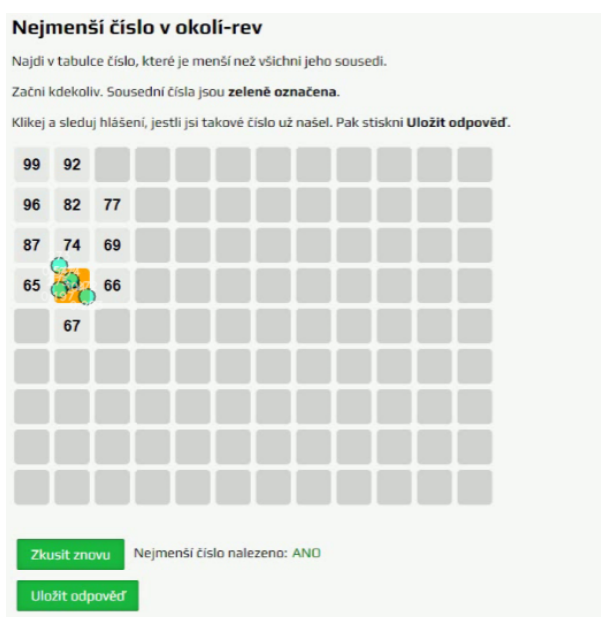 Nejmenší číslo v okolí-rev
Najdi v tabulce číslo, které je menší než všichni jeho sousedi.
Začni kdekoliv. Sousední čísla jsou zeleně označena.
Klikej a sleduj hlášení, jestli jsi takové číslo už našel. Pak stiskni Uložit odpověď.
99 92
96 82 77
87 74 69
65 66
67
Zkusit znovu Nejmenší číslo nalezeno: ANO
Uložit odpověď